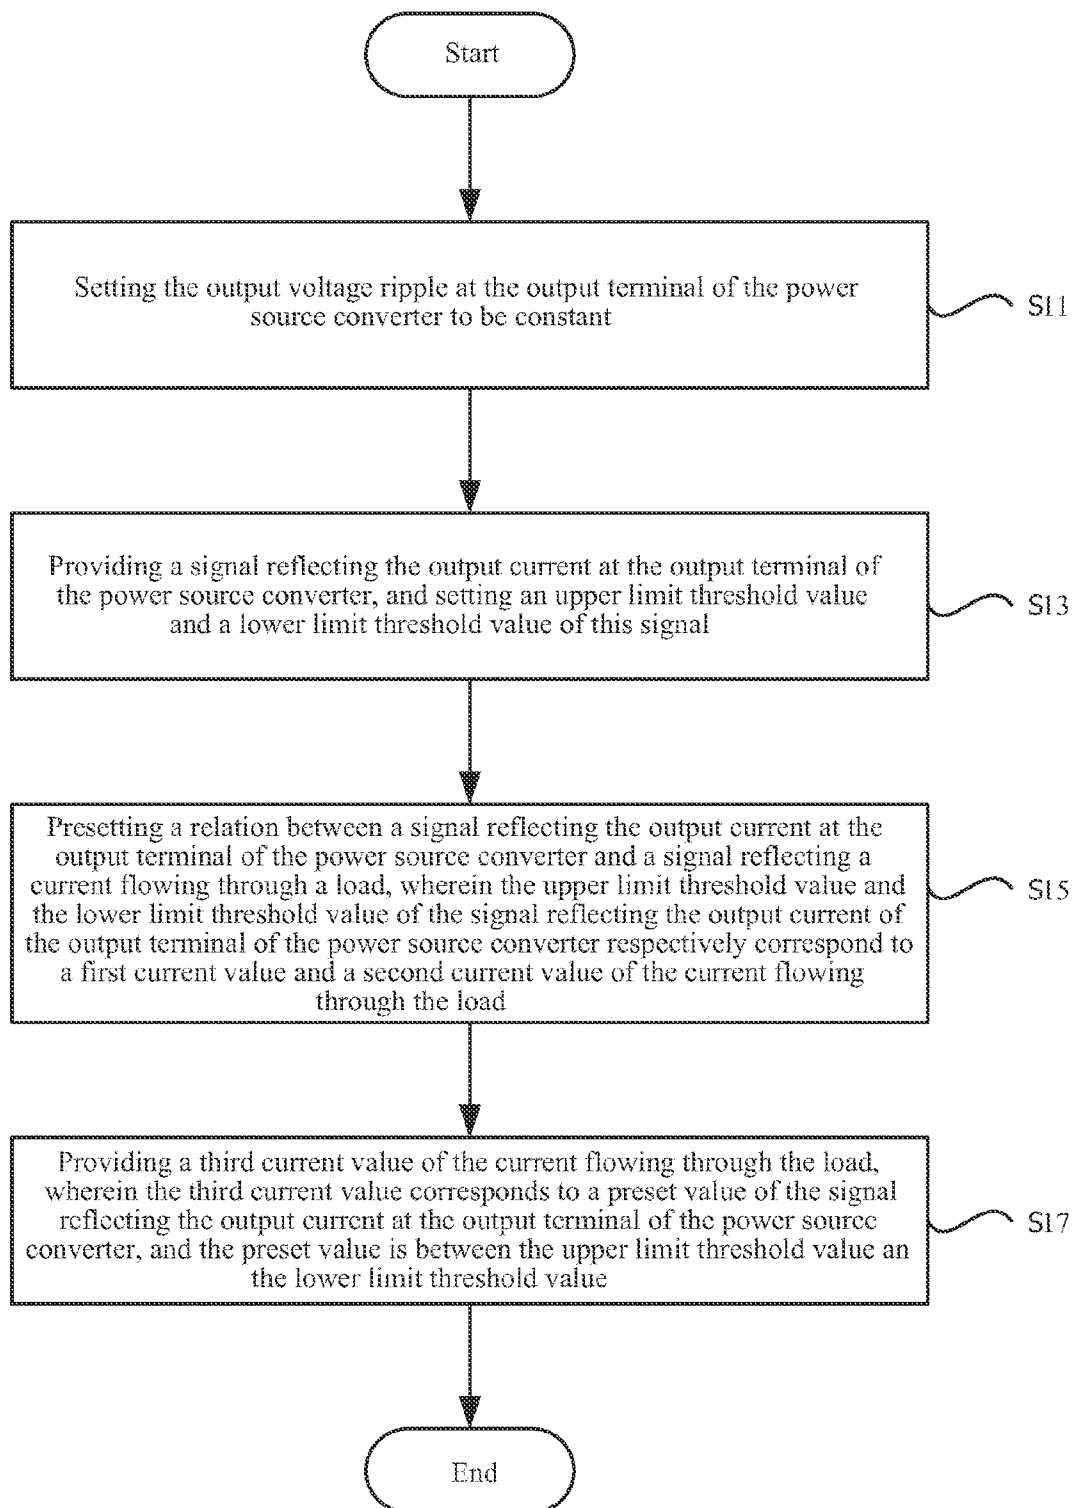 Start
Setting the output voltage ripple at the output terminal of the power
source converter to be constant
S11
Providing a signal reflecting the output current at the output terminal of
the power source converter, and setting an upper limit threshold value
and a lower limit threshold value of this signal
S13
Presetting a relation between a signal reflecting the output current at the
output terminal of the power source converter and a signal reflecting a
current flowing through a load, wherein the upper limit threshold value and
the lower limit threshold value of the signal reflecting the output current of
the output terminal of the power source converter respectively correspond to
a first current value and a second current value of the current flowing
through the load
S15
Providing a third current value of the current flowing through the load,
wherein the third current value corresponds to a preset value of the signal
reflecting the output current at the output terminal of the power source
converter, and the preset value is between the upper limit threshold value an
the lower limit threshold value
S17
End